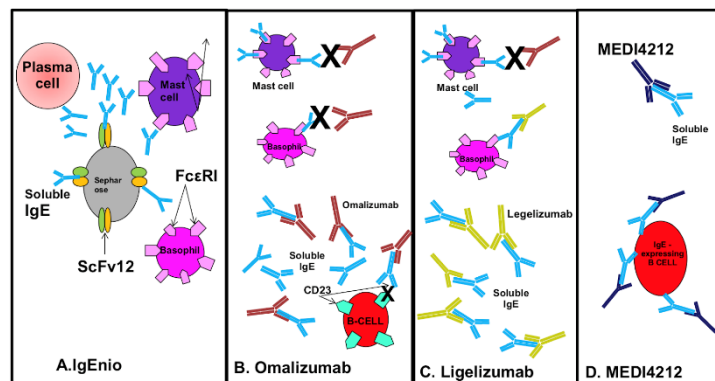 Plasma
cell
Mast
cell
Sephar
ose
Soluble
IgE
FcεRI
Basophil
ScFv12
A.IgEnio
X
Mast cell
X
Basophil
Omalizumab
Soluble
IgE
CD23
X
B-CELL
B. Omalizumab
X
Mast cell
Basophil
Legelizumab
Soluble
IgE
C. Ligelizumab
MEDI4212
Soluble
IgE
IgE -
expressing
B CELL
D. MEDI4212